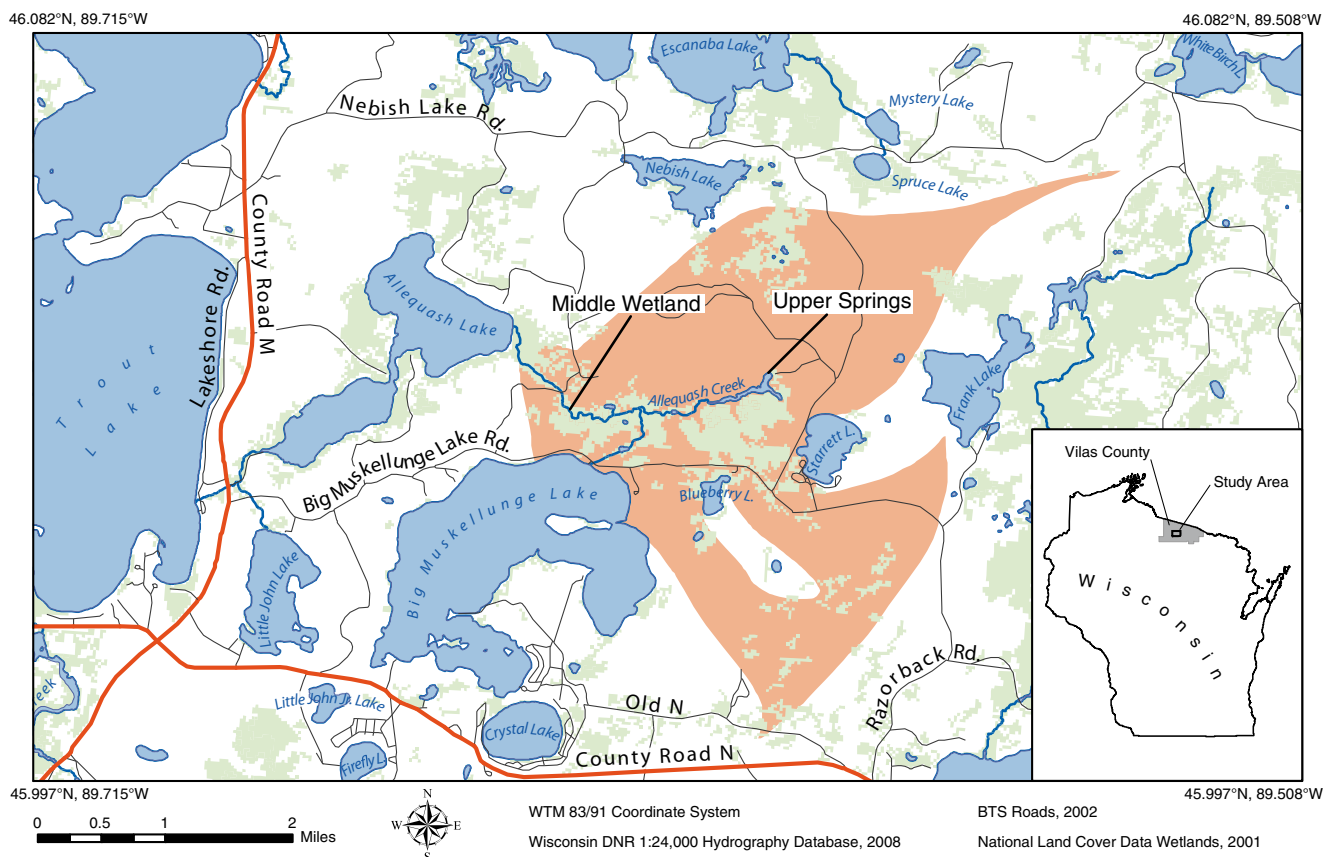 46.082°N, 89.715°W
46.082°N, 89.508°W
Escanaba Lake
White Birch L.
Mystery Lake
Nebish Lake Rd.
Nebish Lake
Spruce Lake
County Road M
Lakeshore Rd.
Allequash Lake
Middle Wetland
Upper Springs
Trout Lake
Allequash Creek
Frank Lake
Starrett L.
Big Muskellunge Lake Rd.
Blueberry L.
Big Muskellunge Lake
Little John Lake
Vilas County
Study Area
Wisconsin
Razorback Rd.
reek
Little John Jr. Lake
Old N
Crystal Lake
Firefly L.
County Road N
45.997°N, 89.715°W
45.997°N, 89.508°W
N
W E
S
0 0.5 1 2
Miles
WTM 83/91 Coordinate System
BTS Roads, 2002
Wisconsin DNR 1:24,000 Hydrography Database, 2008
National Land Cover Data Wetlands, 2001